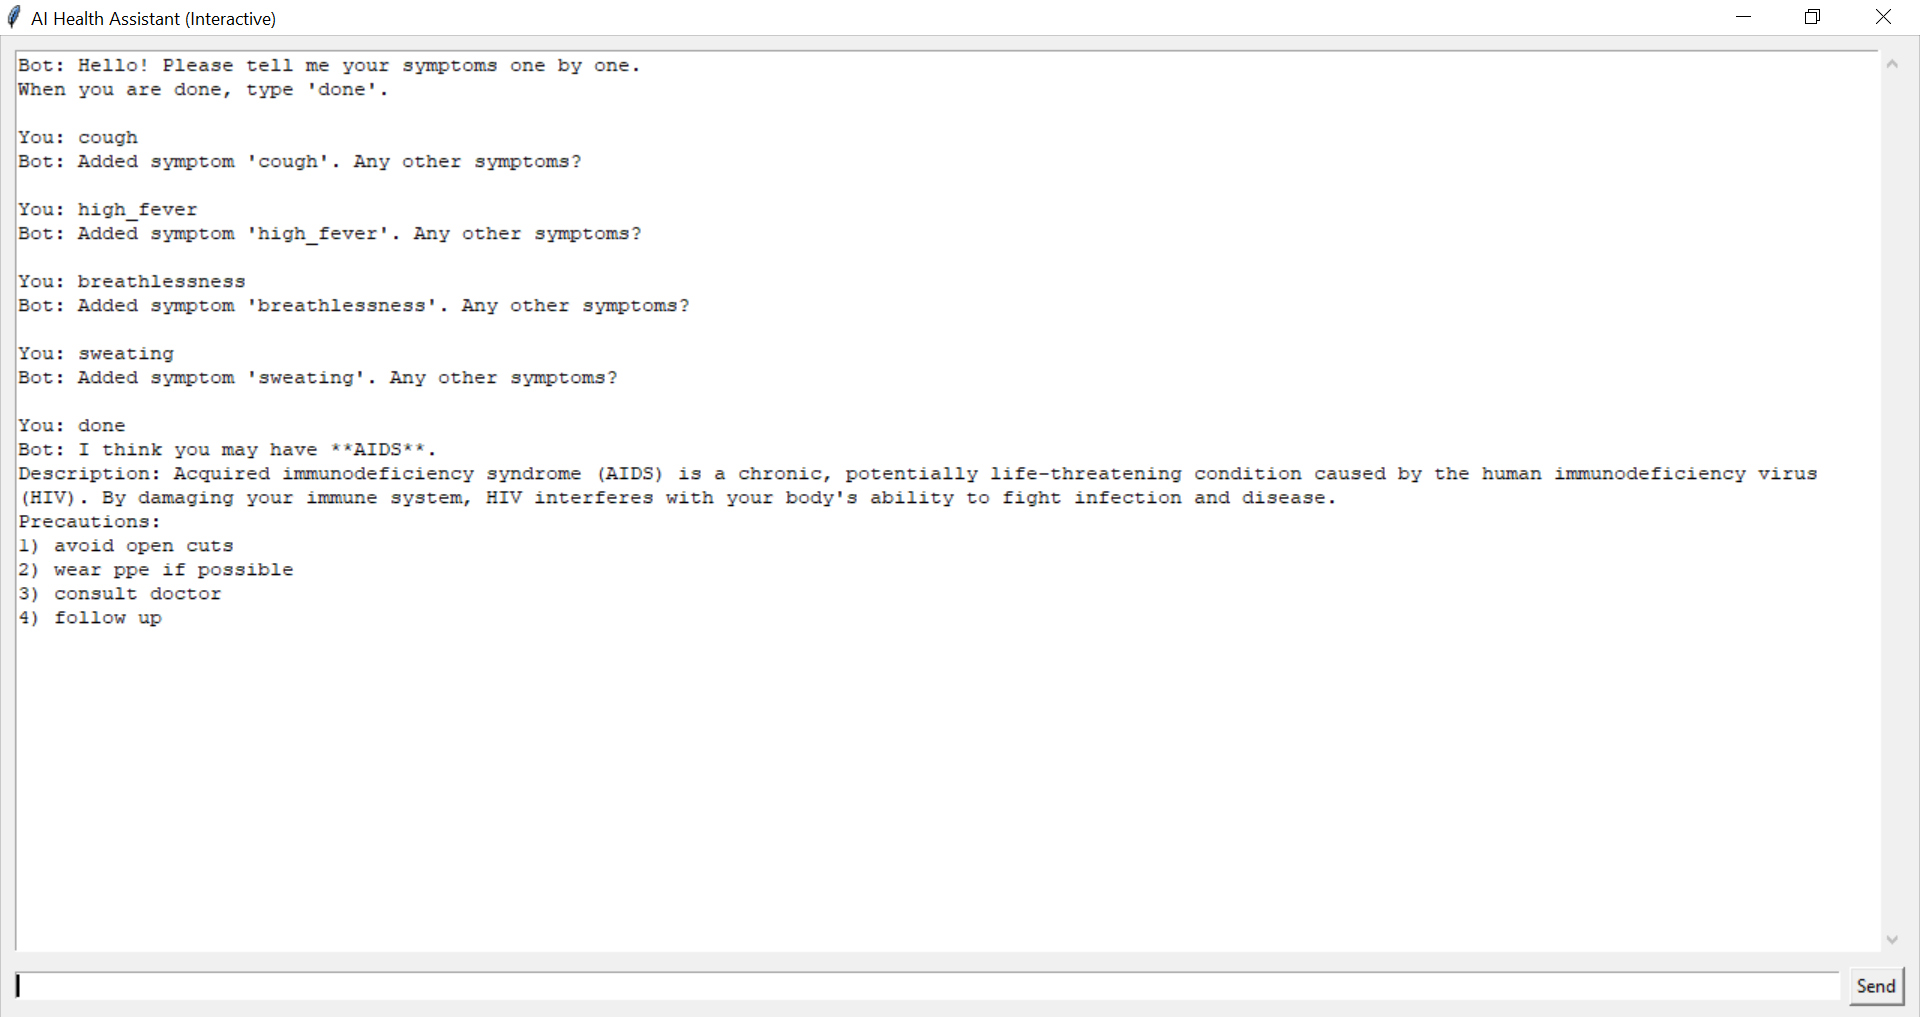 AI Health Assistant (Interactive)
Bot: Hello! Please tell me your symptoms one by one.
When you are done, type 'done'.
You: cough
Bot: Added symptom 'cough'. Any other symptoms?
You: high_fever
Bot: Added symptom 'high_fever'. Any other symptoms?
You: breathlessness
Bot: Added symptom 'breathlessness'. Any other symptoms?
You: sweating
Bot: Added symptom 'sweating'. Any other symptoms?
You: done
Bot: I think you may have **AIDS**.
Description: Acquired immunodeficiency syndrome (AIDS) is a chronic, potentially life-threatening condition caused by the human immunodeficiency virus
(HIV). By damaging your immune system, HIV interferes with your body's ability to fight infection and disease.
Precautions:
1) avoid open cuts
2) wear ppe if possible
3) consult doctor
4) follow up
Send